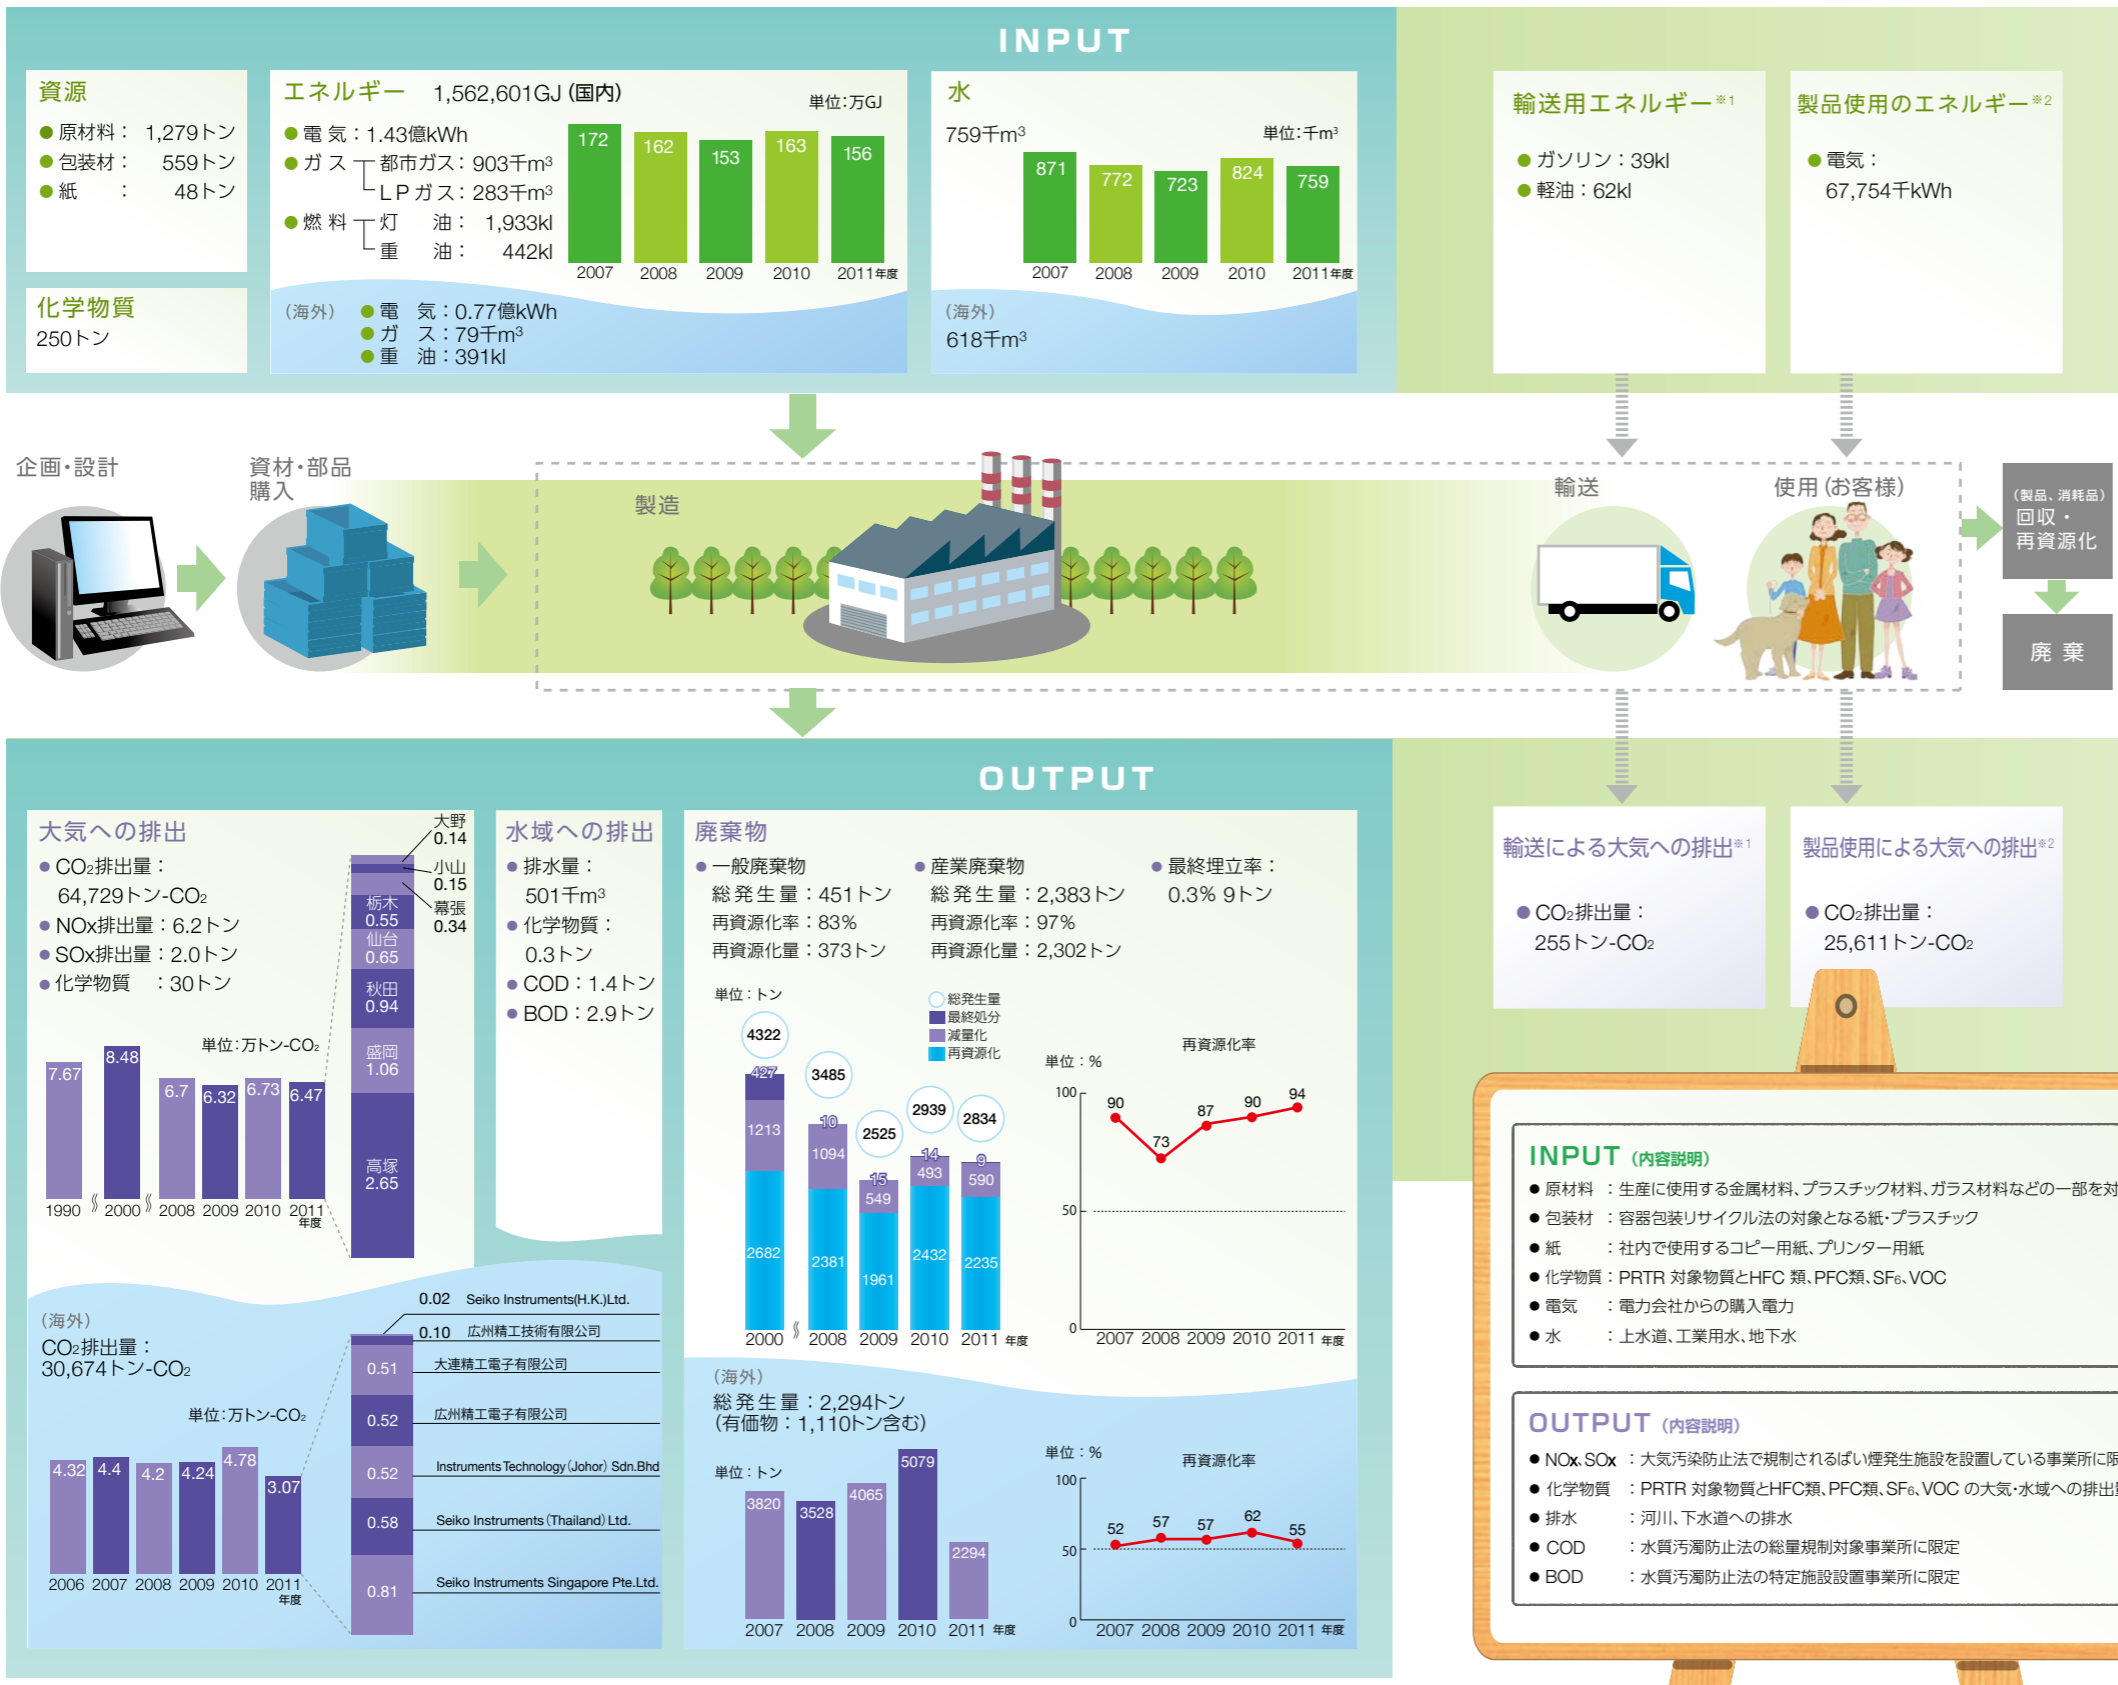 INPUT
資源
●原材料： 1,279トン
●包装材： 559トン
●紙 ： 48トン
化学物質
250トン
エネルギー 1,562,601GJ（国内）
単位：万GJ
●電 気：1.43億kWh
●ガ ス 都市ガス：903千m³
LPガス：283千m³
●燃 料 灯 油： 1,933kl
重 油： 442kl
172 162 153 163 156
2007 2008 2009 2010 2011年度
（海外） ●電 気：0.77億kWh
●ガ ス：79千m³
●重 油：391kl
水
759千m³
単位：千m³
871 772 723 824 759
2007 2008 2009 2010 2011年度
（海外）
618千m³
輸送用エネルギー※1
●ガソリン：39kl
●軽油：62kl
製品使用のエネルギー※2
●電気：
67,754千kWh
企画・設計
資材・部品
購入
製造
輸送
使用（お客様）
（製品、消耗品）
回収・
再資源化
廃 棄
OUTPUT
大気への排出
●CO₂排出量：
64,729トン-CO₂
●NOx排出量：6.2トン
●SOx排出量：2.0トン
●化学物質 ：30トン
単位：万トン-CO₂
7.67 8.48 6.7 6.32 6.73 6.47
1990 2000 2008 2009 2010 2011
年度
大野
0.14
小山
0.15
幕張
0.34
栃木
0.55
仙台
0.65
秋田
0.94
盛岡
1.06
高塚
2.65
（海外）
CO₂排出量：
30,674トン-CO₂
単位：万トン-CO₂
4.32 4.4 4.2 4.24 4.78 3.07
2006 2007 2008 2009 2010 2011
年度
0.02 Seiko Instruments(H.K.)Ltd.
0.10 広州精工技術有限公司
0.51 大連精工電子有限公司
0.52 広州精工電子有限公司
0.52 Instruments Technology（Johor）Sdn.Bhd
0.58 Seiko Instruments（Thailand）Ltd.
0.81 Seiko Instruments Singapore Pte.Ltd.
水域への排出
●排水量：
501千m³
●化学物質：
0.3トン
●COD：1.4トン
●BOD：2.9トン
廃棄物
●一般廃棄物
総発生量：451トン
再資源化率：83%
再資源化量：373トン
●産業廃棄物
総発生量：2,383トン
再資源化率：97%
再資源化量：2,302トン
●最終埋立率：
0.3% 9トン
単位：トン
総発生量
最終処分
減量化
再資源化
4322 3485 2525 2939 2834
427 10 15 14 9
1213 1094 549 493 590
2682 2381 1961 2432 2235
2000 2008 2009 2010 2011 年度
再資源化率
単位：%
100
50
0
90 73 87 90 94
2007 2008 2009 2010 2011 年度
（海外）
総発生量：2,294トン
（有価物：1,110トン含む）
単位：トン
3820 3528 4065 5079 2294
2007 2008 2009 2010 2011 年度
再資源化率
単位：%
100
50
0
52 57 57 62 55
2007 2008 2009 2010 2011 年度
輸送による大気への排出※1
●CO₂排出量：
255トン-CO₂
製品使用による大気への排出※2
●CO₂排出量：
25,611トン-CO₂
INPUT（内容説明）
●原材料 ：生産に使用する金属材料、プラスチック材料、ガラス材料などの一部を対
●包装材 ：容器包装リサイクル法の対象となる紙・プラスチック
●紙 ：社内で使用するコピー用紙、プリンター用紙
●化学物質：PRTR 対象物質とHFC 類、PFC類、SF₆、VOC
●電気 ：電力会社からの購入電力
●水 ：上水道、工業用水、地下水
OUTPUT（内容説明）
●NOx、SOx ：大気汚染防止法で規制されるばい煙発生施設を設置している事業所に限
●化学物質 ：PRTR 対象物質とHFC類、PFC類、SF₆、VOC の大気・水域への排出量
●排水 ：河川、下水道への排水
●COD ：水質汚濁防止法の総量規制対象事業所に限定
●BOD ：水質汚濁防止法の特定施設設置事業所に限定